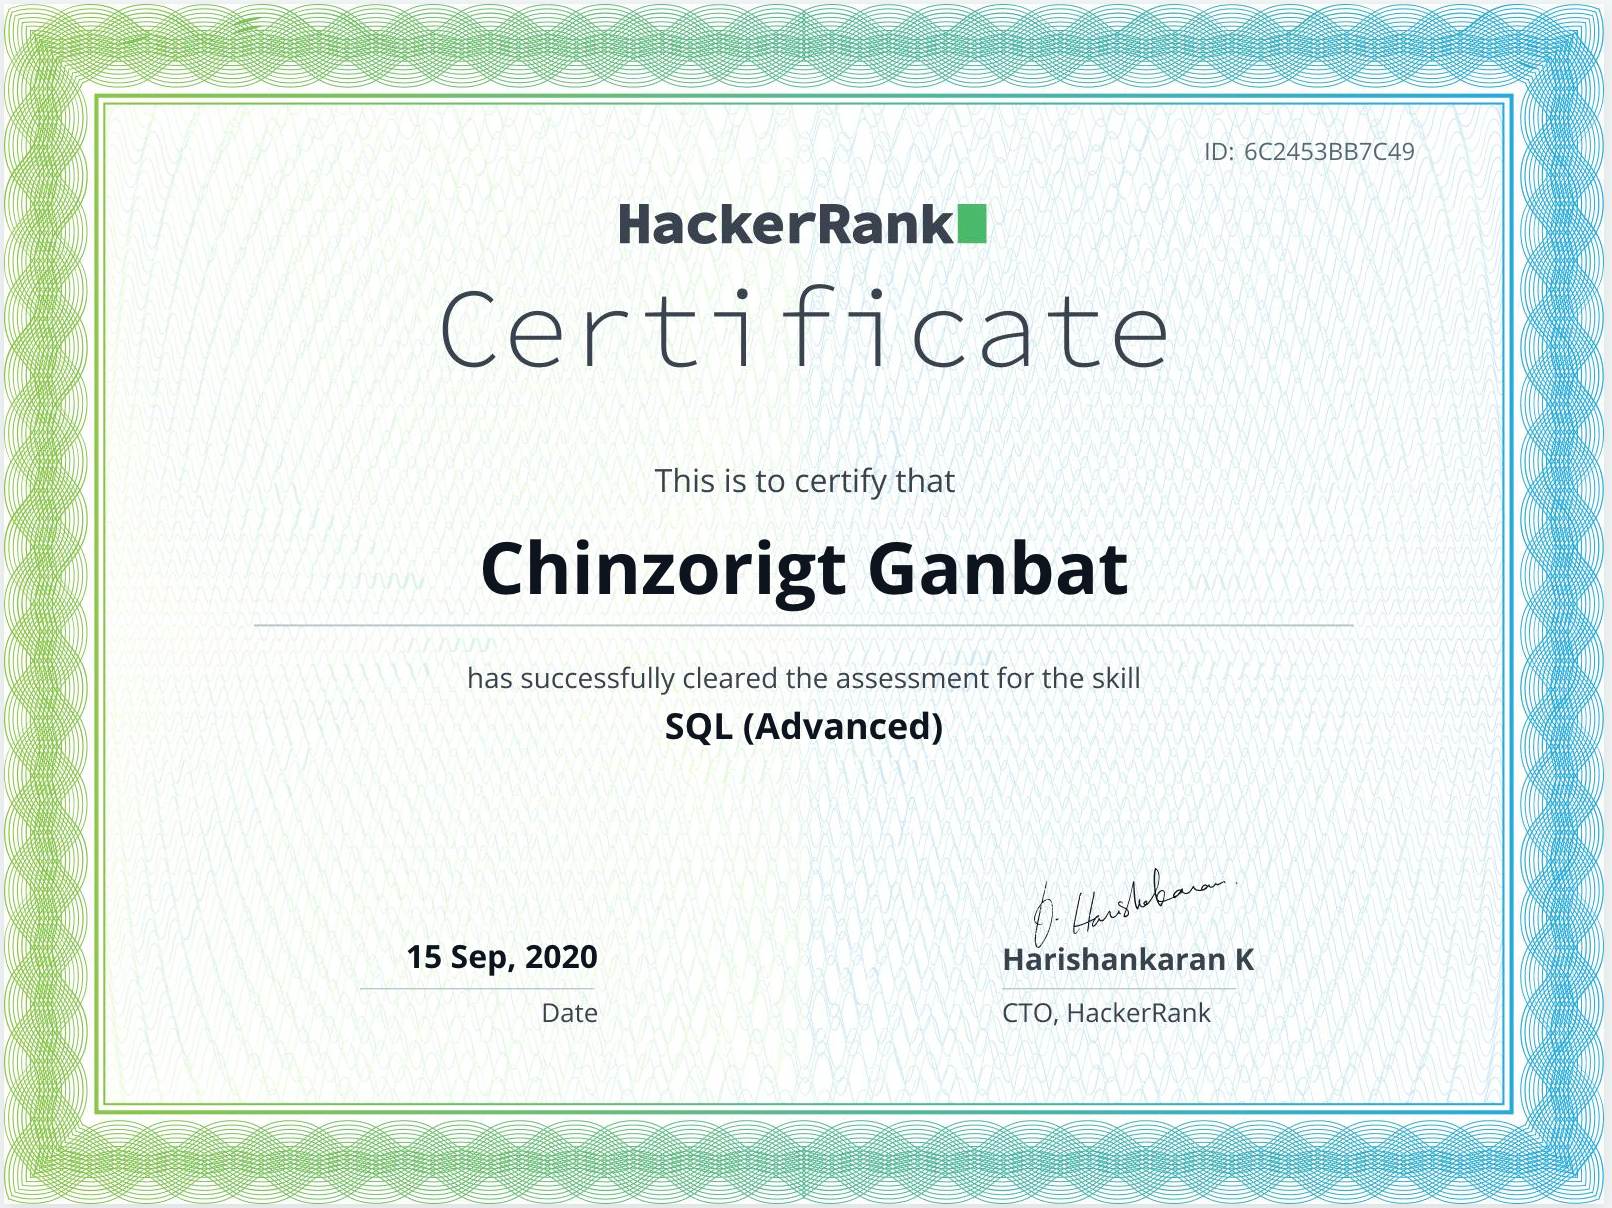 ID: 6C2453BB7C49
HackerRank
Certificate
This is to certify that
Chinzorigt Ganbat
has successfully cleared the assessment for the skill
SQL (Advanced)
15 Sep, 2020
Date
Harishankaran K
CTO, HackerRank